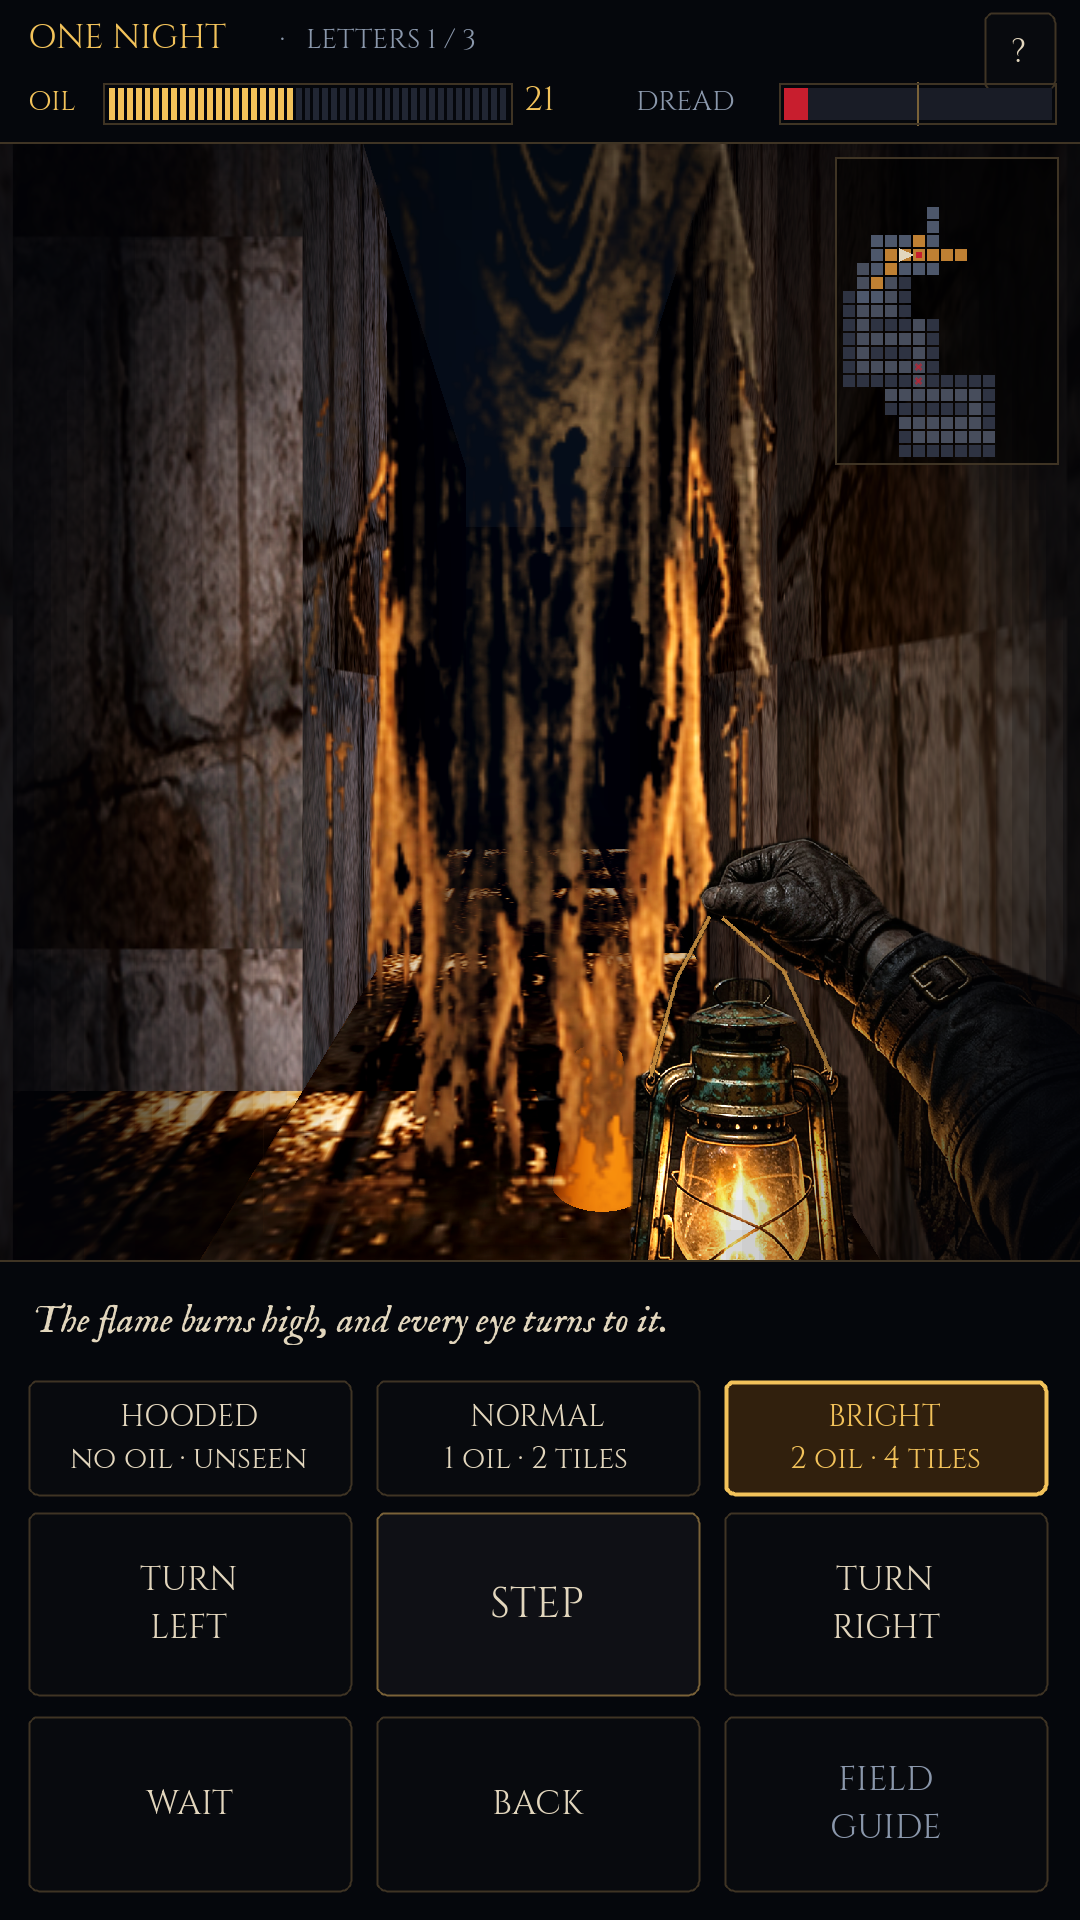 ONE NIGHT · LETTERS 1 / 3
?
OIL 21 DREAD
The flame burns high, and every eye turns to it.
HOODED
NO OIL · UNSEEN
NORMAL
1 OIL · 2 TILES
BRIGHT
2 OIL · 4 TILES
TURN
LEFT
STEP
TURN
RIGHT
WAIT
BACK
FIELD
GUIDE